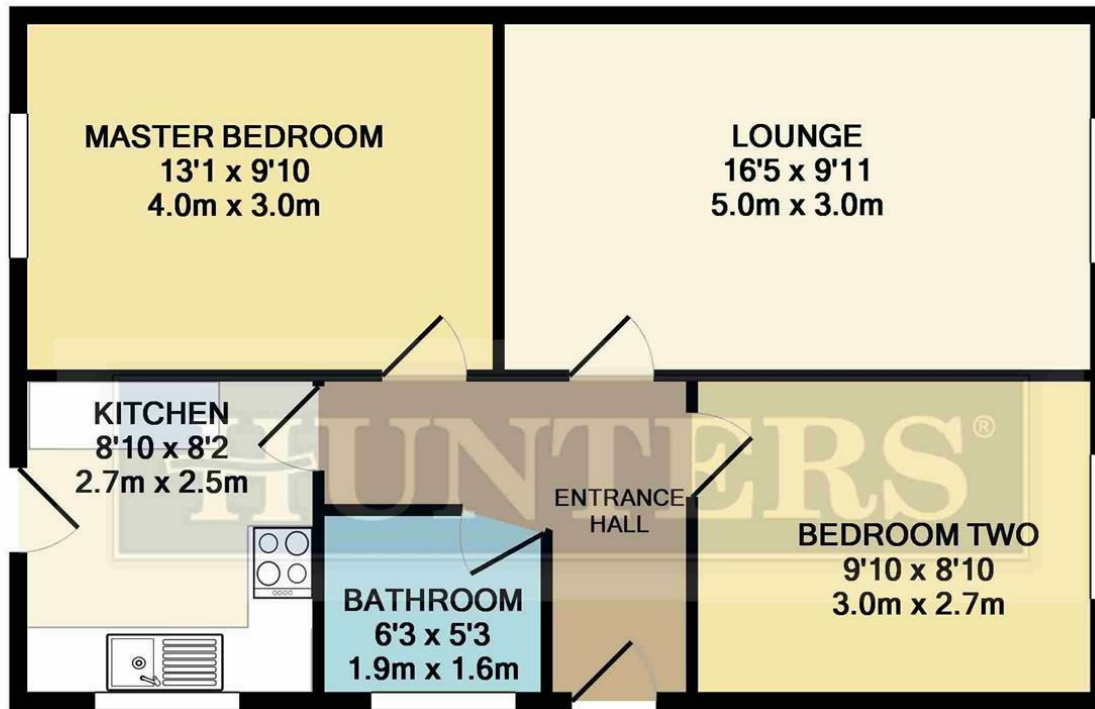 MASTER BEDROOM
13'1 x 9'10
4.0m x 3.0m
LOUNGE
16'5 x 9'11
5.0m x 3.0m
KITCHEN
8'10 x 8'2
2.7m x 2.5m
HUNTERS®
ENTRANCE
HALL
BEDROOM TWO
9'10 x 8'10
3.0m x 2.7m
BATHROOM
6'3 x 5'3
1.9m x 1.6m